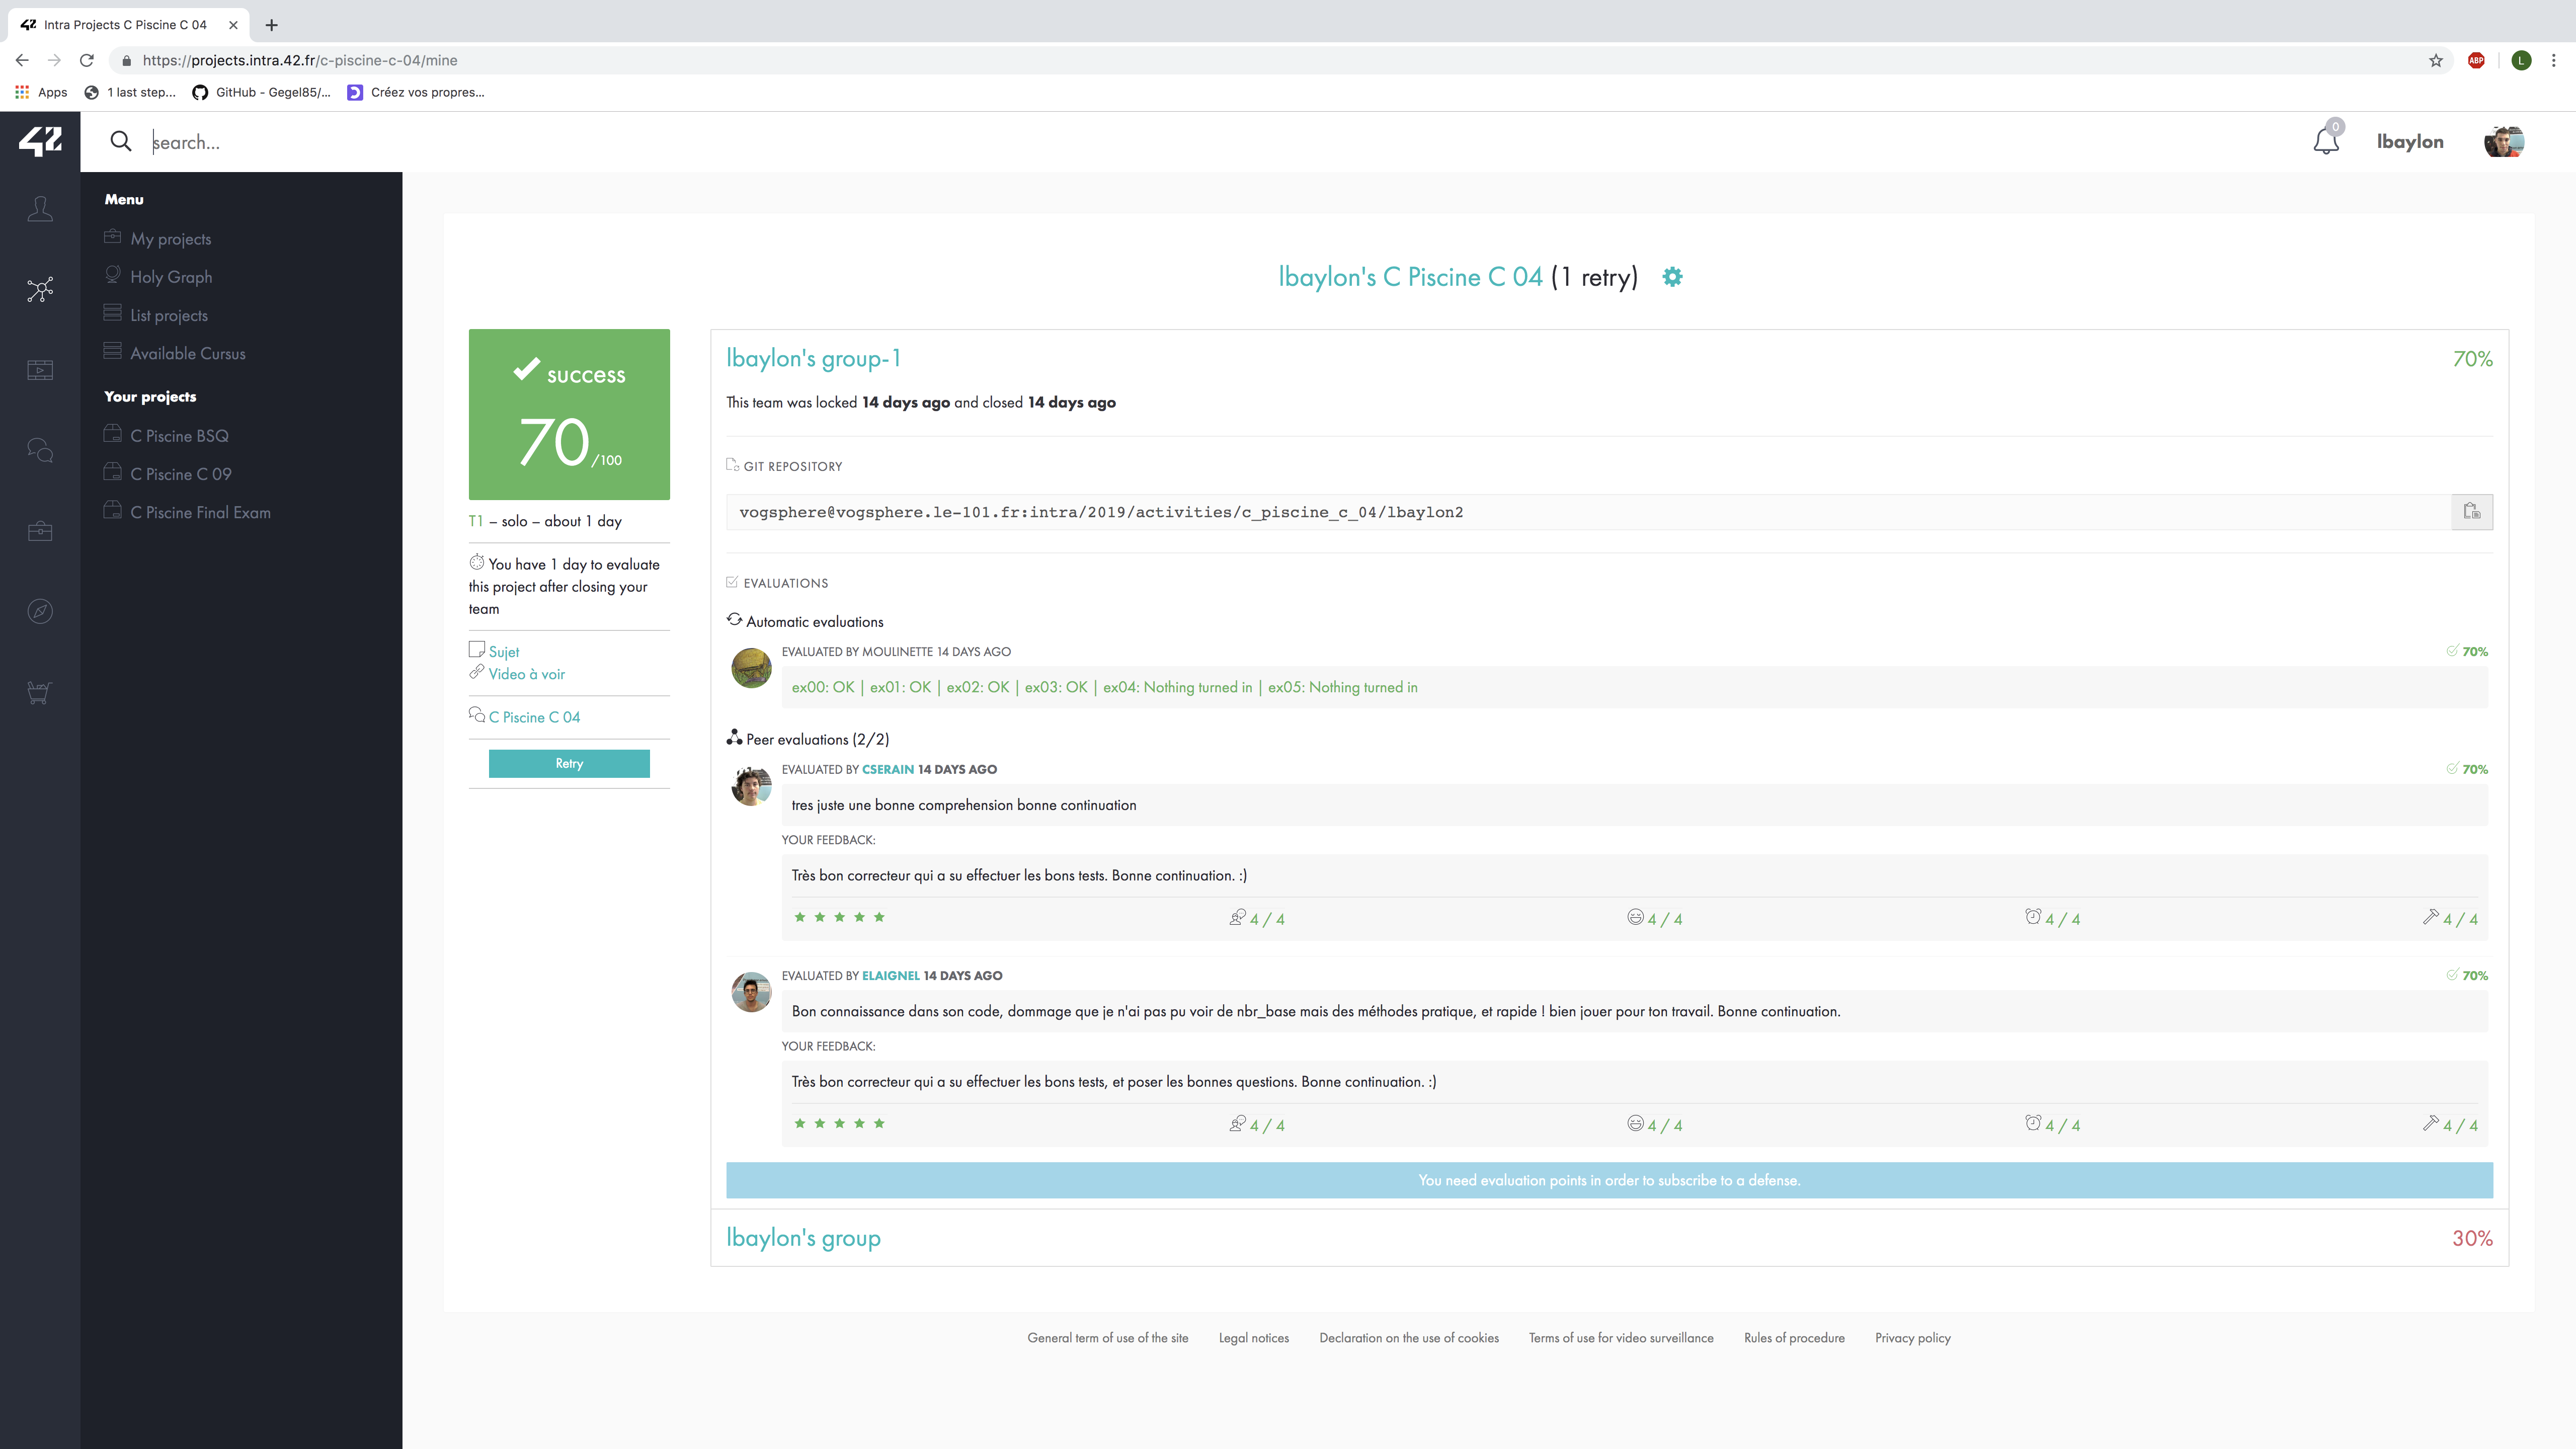 Intra Projects C Piscine C 04
https://projects.intra.42.fr/c-piscine-c-04/mine
ABP
L
Apps
1 last step...
GitHub - Gegel85/...
Créez vos propres...
42
search...
0
lbaylon
Menu
My projects
Holy Graph
List projects
Available Cursus
Your projects
C Piscine BSQ
C Piscine C 09
C Piscine Final Exam
lbaylon's C Piscine C 04 (1 retry)
success
70/100
T1 – solo – about 1 day
You have 1 day to evaluate
this project after closing your
team
Sujet
Video à voir
C Piscine C 04
Retry
lbaylon's group-1
70%
This team was locked 14 days ago and closed 14 days ago
GIT REPOSITORY
vogsphere@vogsphere.le-101.fr:intra/2019/activities/c_piscine_c_04/lbaylon2
EVALUATIONS
Automatic evaluations
EVALUATED BY MOULINETTE 14 DAYS AGO
70%
ex00: OK | ex01: OK | ex02: OK | ex03: OK | ex04: Nothing turned in | ex05: Nothing turned in
Peer evaluations (2/2)
EVALUATED BY CSERAIN 14 DAYS AGO
70%
tres juste une bonne comprehension bonne continuation
YOUR FEEDBACK:
Très bon correcteur qui a su effectuer les bons tests. Bonne continuation. :)
4 / 4
4 / 4
4 / 4
4 / 4
EVALUATED BY ELAIGNEL 14 DAYS AGO
70%
Bon connaissance dans son code, dommage que je n'ai pas pu voir de nbr_base mais des méthodes pratique, et rapide ! bien jouer pour ton travail. Bonne continuation.
YOUR FEEDBACK:
Très bon correcteur qui a su effectuer les bons tests, et poser les bonnes questions. Bonne continuation. :)
4 / 4
4 / 4
4 / 4
4 / 4
You need evaluation points in order to subscribe to a defense.
lbaylon's group
30%
General term of use of the site
Legal notices
Declaration on the use of cookies
Terms of use for video surveillance
Rules of procedure
Privacy policy